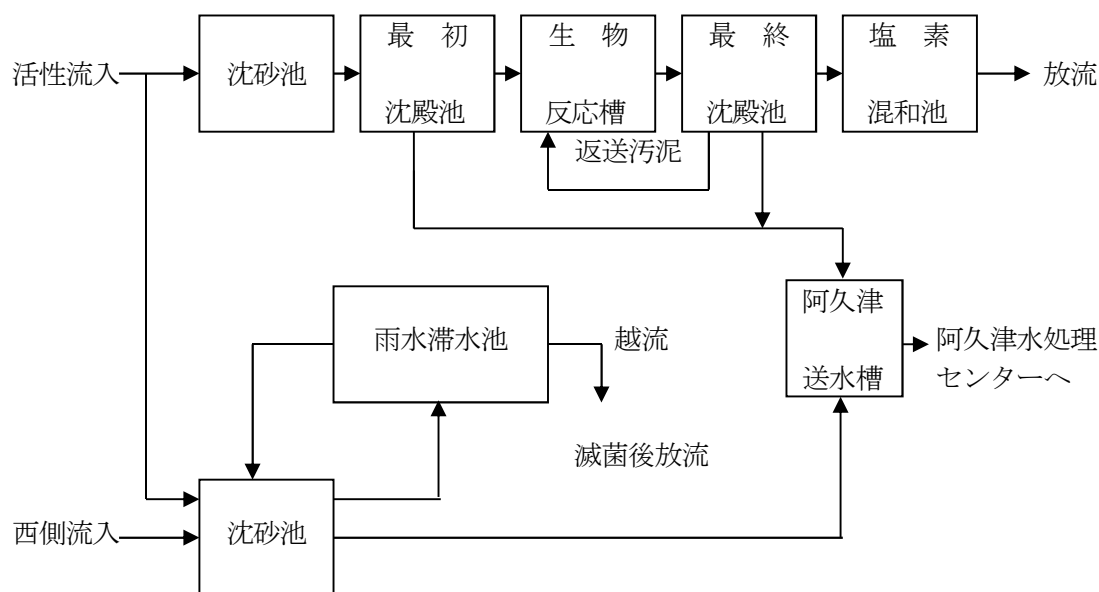 活性流入
沈砂池
最　初
沈殿池
生　物
反応槽
最　終
沈殿池
塩　素
混和池
放流
返送汚泥
阿久津
送水槽
阿久津水処理
センターへ
雨水滞水池
越流
滅菌後放流
西側流入
沈砂池